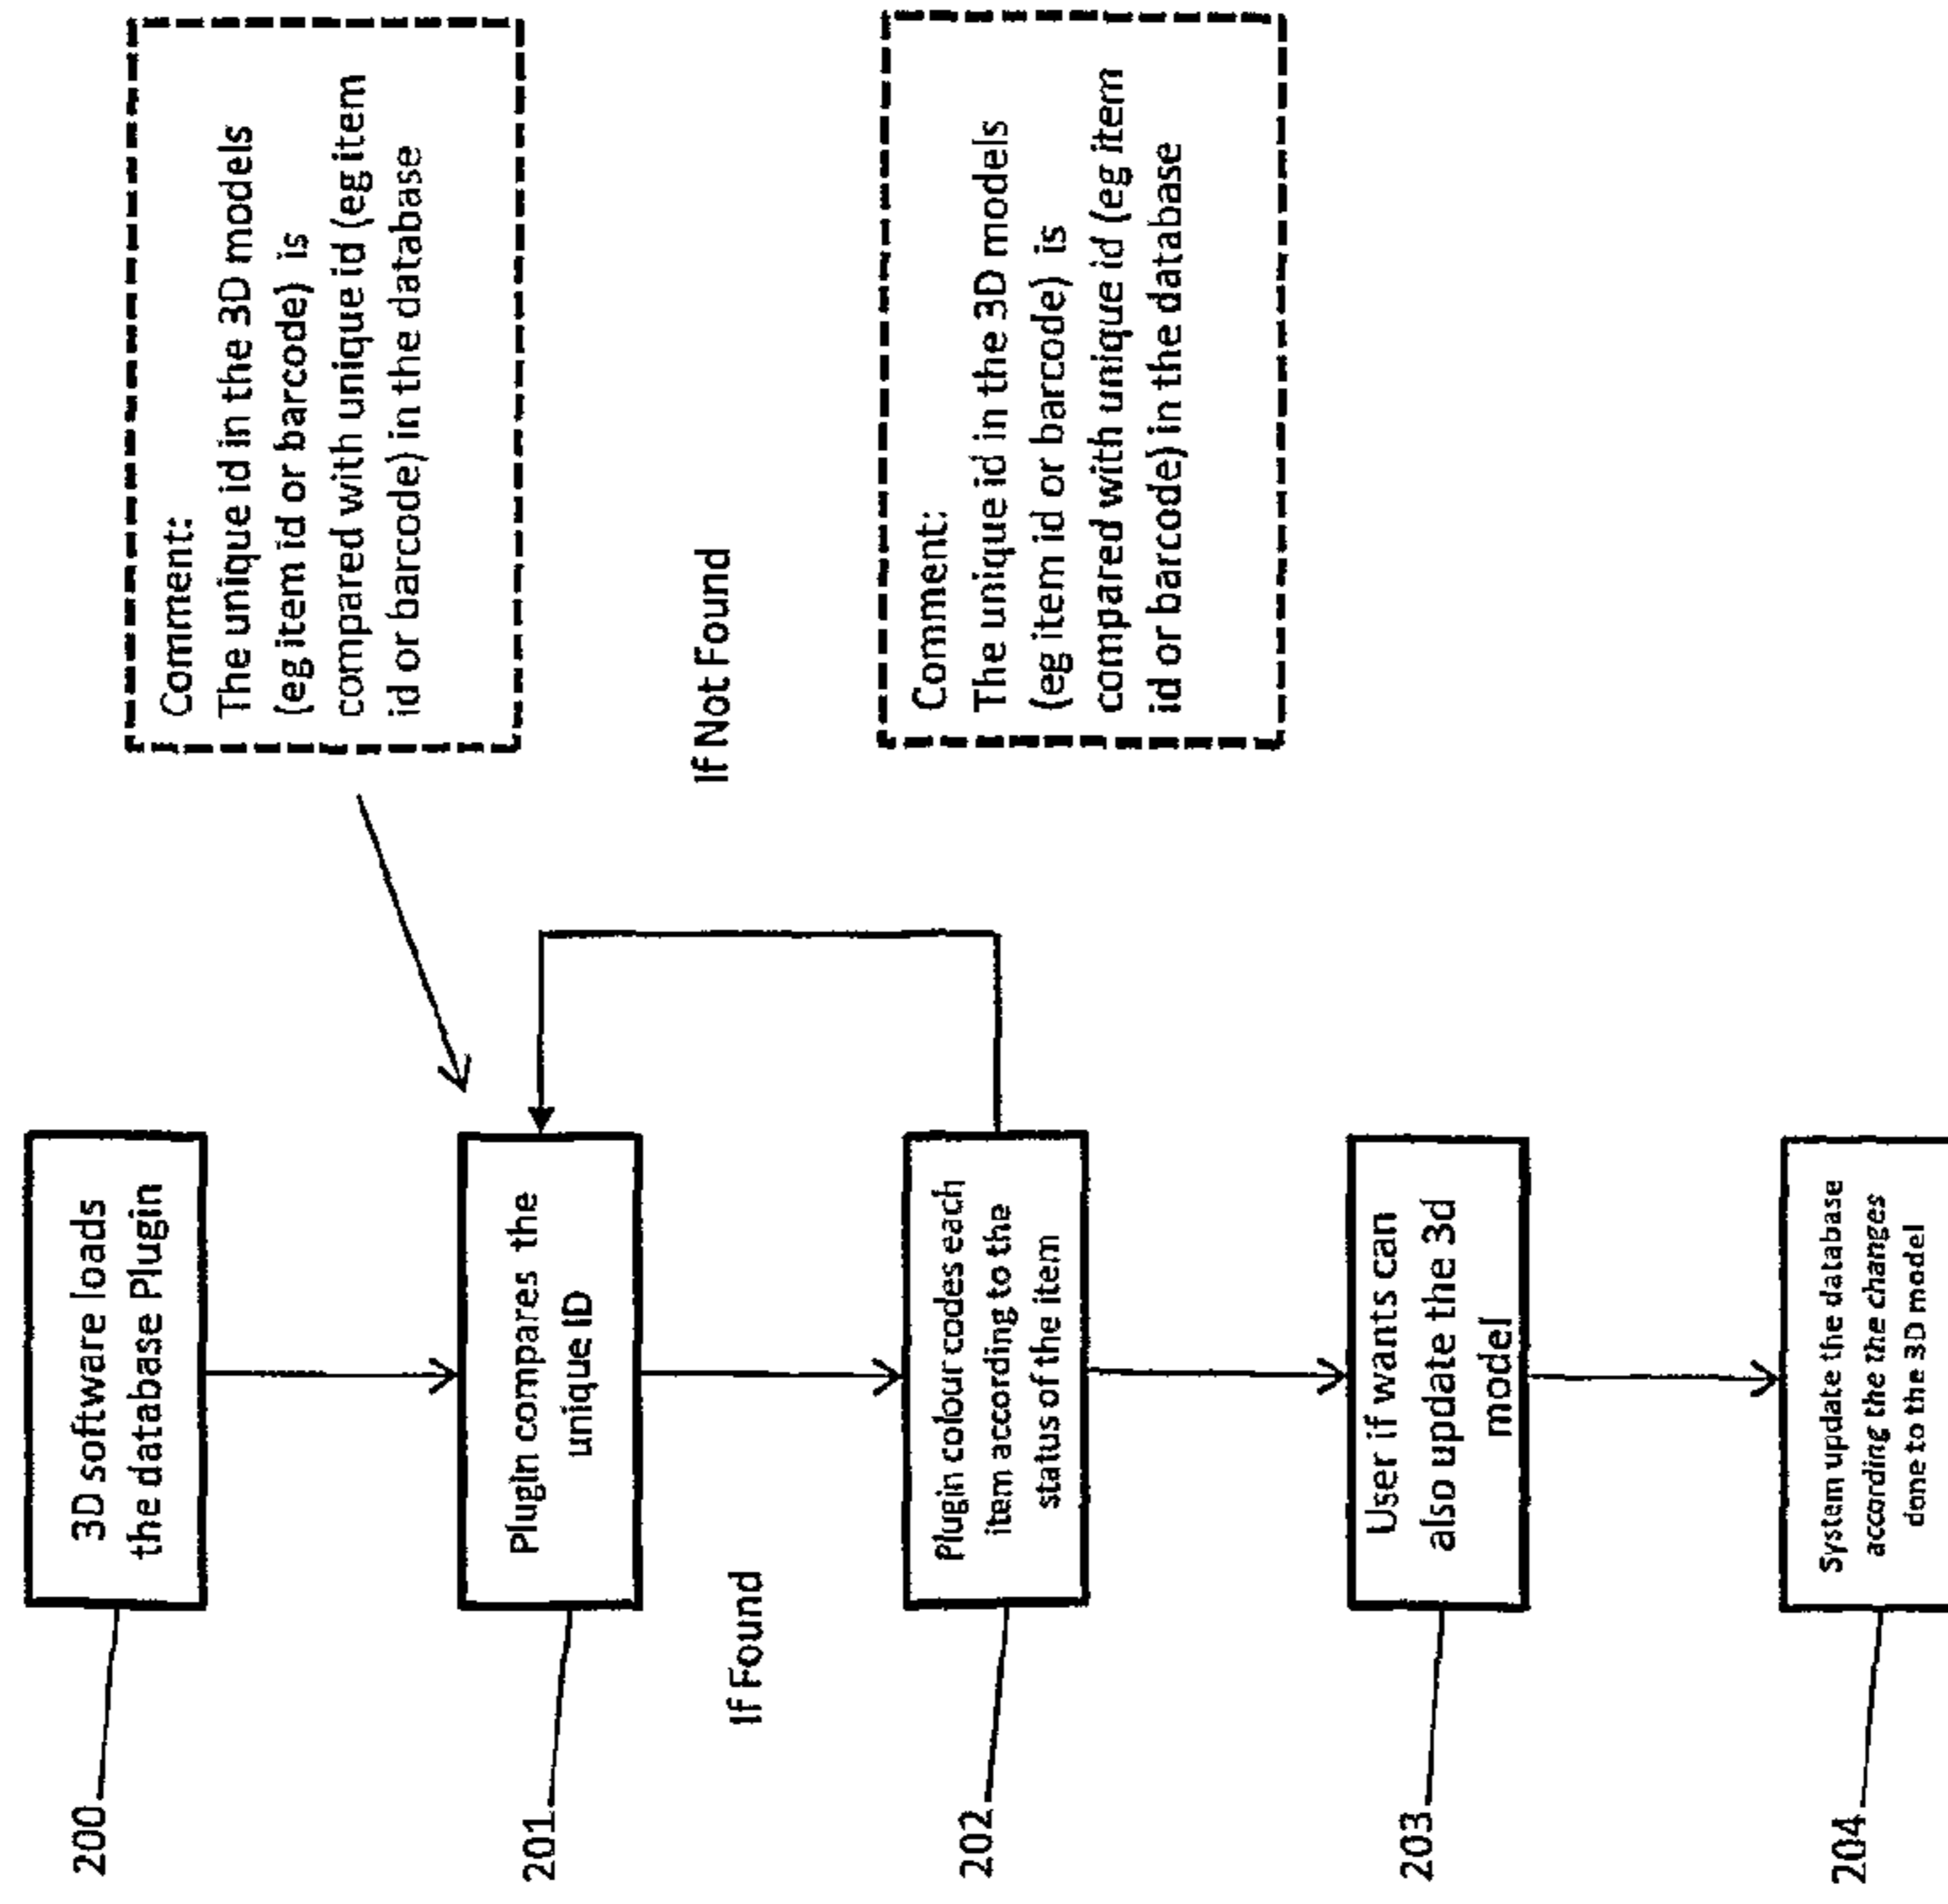 200
3D software loads
the database Plugin
Comment:
The unique id in the 3D models
(eg item id or barcode) is
compared with unique id (eg item
id or barcode) in the database
201
Plugin compares the
unique ID
If Found
If Not Found
202
Plugin colour codes each
item according to the
status of the item
Comment:
The unique id in the 3D models
(eg item id or barcode) is
compared with unique id (eg item
id or barcode) in the database
203
User if wants can
also update the 3d
model
204
System update the database
according the the changes
done to the 3D model